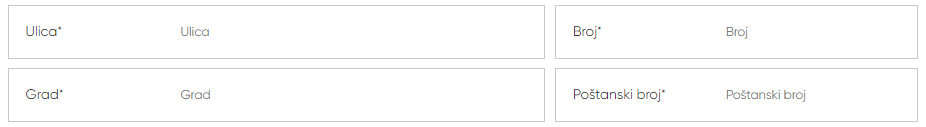 Ulica* Ulica
Broj* Broj
Grad* Grad
Poštanski broj* Poštanski broj